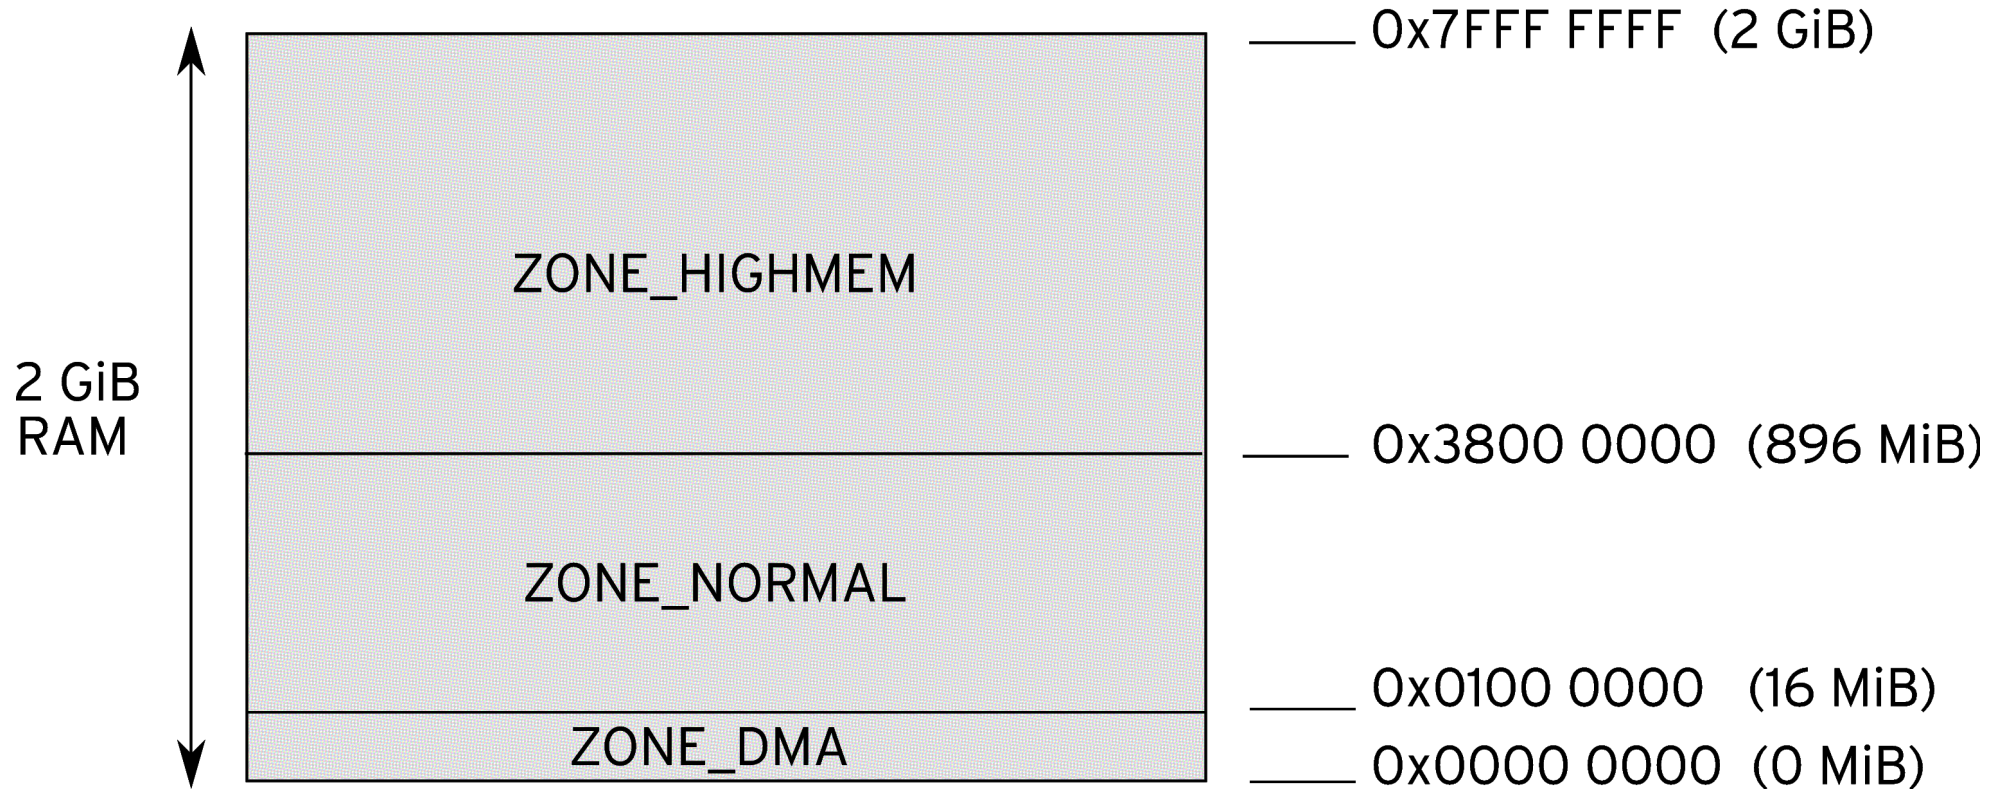 0x7FFF FFFF (2 GiB)
ZONE_HIGHMEM
2 GiB
RAM
0x3800 0000 (896 MiB)
ZONE_NORMAL
0x0100 0000 (16 MiB)
ZONE_DMA
0x0000 0000 (0 MiB)